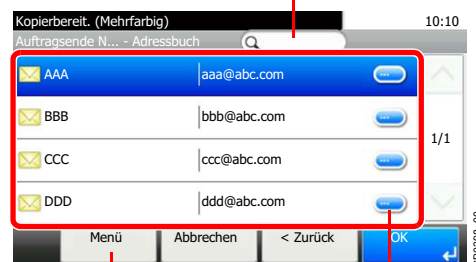 Kopierbereit. (Mehrfarbig) 10:10
Auftragsende N... - Adressbuch
AAA aaa@abc.com
BBB bbb@abc.com
1/1
CCC ccc@abc.com
DDD ddd@abc.com
Menü Abbrechen < Zurück OK